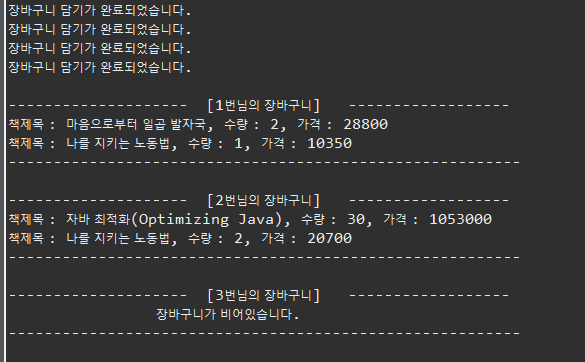 장바구니 담기가 완료되었습니다.
장바구니 담기가 완료되었습니다.
장바구니 담기가 완료되었습니다.
장바구니 담기가 완료되었습니다.
-------------------- [1번님의 장바구니] ------------------
책제목 : 마음으로부터 일곱 발자국, 수량 : 2, 가격 : 28800
책제목 : 나를 지키는 노동법, 수량 : 1, 가격 : 10350
---------------------------------------------------------
-------------------- [2번님의 장바구니] ------------------
책제목 : 자바 최적화(Optimizing Java), 수량 : 30, 가격 : 1053000
책제목 : 나를 지키는 노동법, 수량 : 2, 가격 : 20700
---------------------------------------------------------
-------------------- [3번님의 장바구니] ------------------
장바구니가 비어있습니다.
---------------------------------------------------------